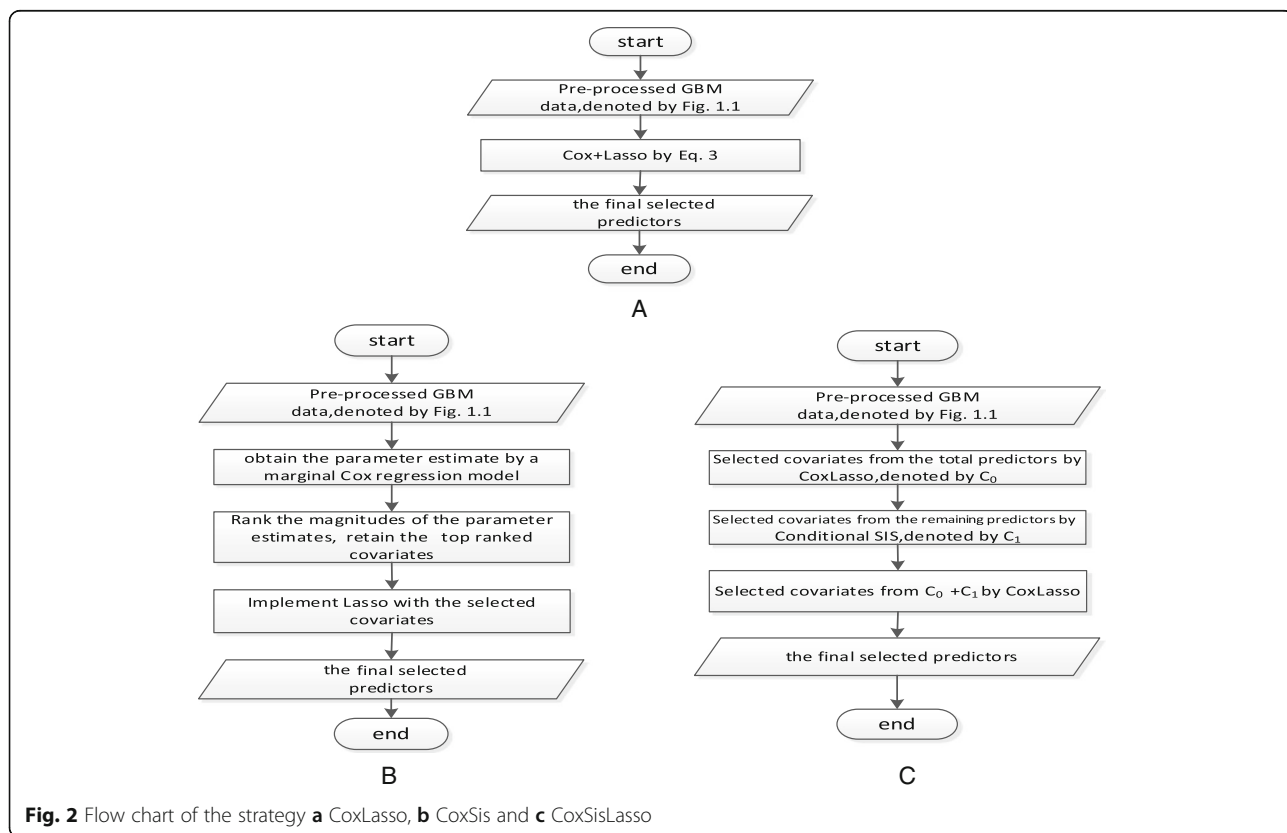 start
Pre-processed GBM
data,denoted by Fig. 1.1
Cox+Lasso by Eq. 3
the final selected
predictors
end
A
start
Pre-processed GBM
data,denoted by Fig. 1.1
obtain the parameter estimate by a
marginal Cox regression model
Rank the magnitudes of the parameter
estimates, retain the top ranked
covariates
Implement Lasso with the selected
covariates
the final selected
predictors
end
B
start
Pre-processed GBM
data,denoted by Fig. 1.1
Selected covariates from the total predictors by
CoxLasso,denoted by C₀
Selected covariates from the remaining predictors by
Conditional SIS,denoted by C₁
Selected covariates from C₀ +C₁ by CoxLasso
the final selected predictors
end
C
Fig. 2 Flow chart of the strategy a CoxLasso, b CoxSis and c CoxSisLasso